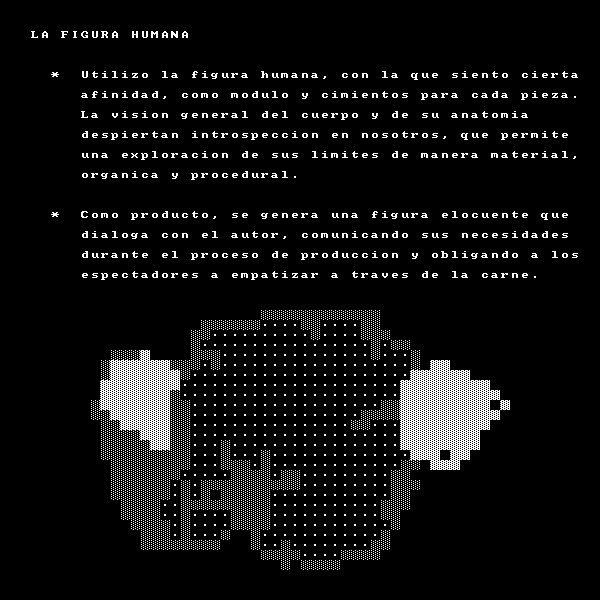 LA FIGURA HUMANA
* Utilizo la figura humana, con la que siento cierta
afinidad, como modulo y cimientos para cada pieza.
La vision general del cuerpo y de su anatomia
despiertan introspeccion en nosotros, que permite
una exploracion de sus limites de manera material,
organica y procedural.
* Como producto, se genera una figura elocuente que
dialoga con el autor, comunicando sus necesidades
durante el proceso de produccion y obligando a los
espectadores a empatizar a traves de la carne.